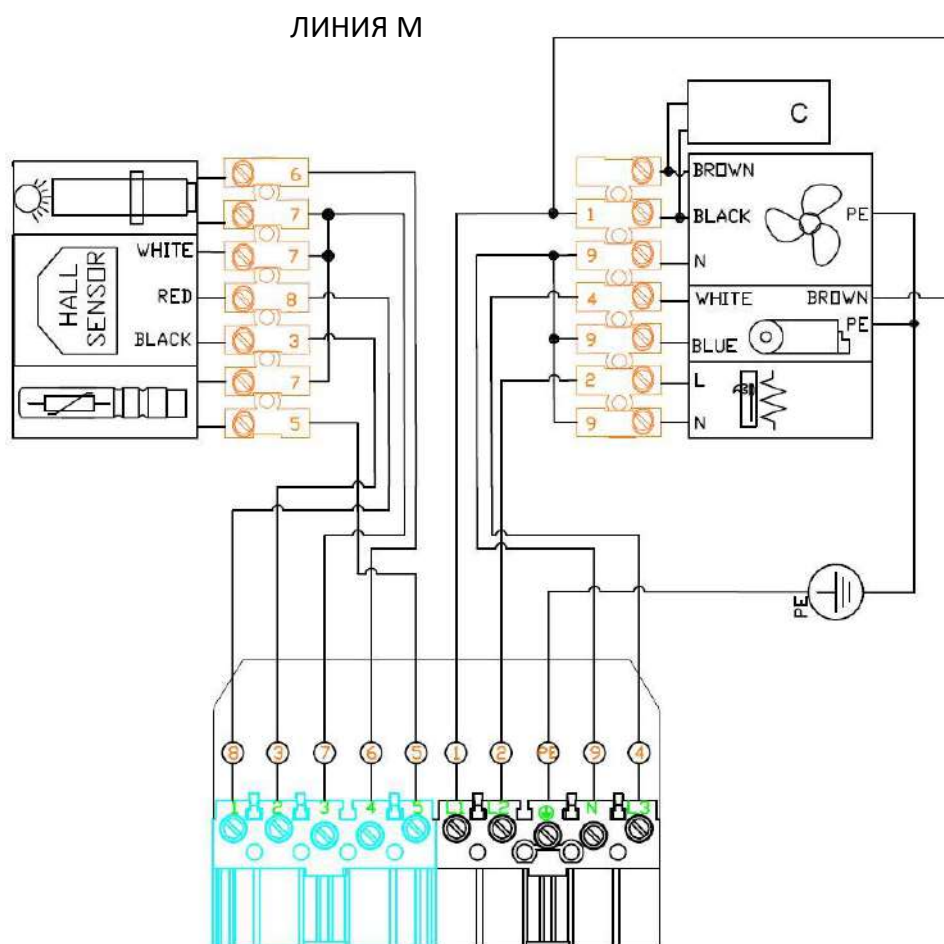 ЛИНИЯ М
C
6
7
WHITE 7
RED 8
BLACK 3
7
5
HALL SENSOR
BROWN
1 BLACK PE
9 N
4 WHITE BROWN
PE
9 BLUE
2 L
9 N
PE
8 3 7 6 5 1 2 PE 9 4
1 2 3 4 5 L1 L2 N L3